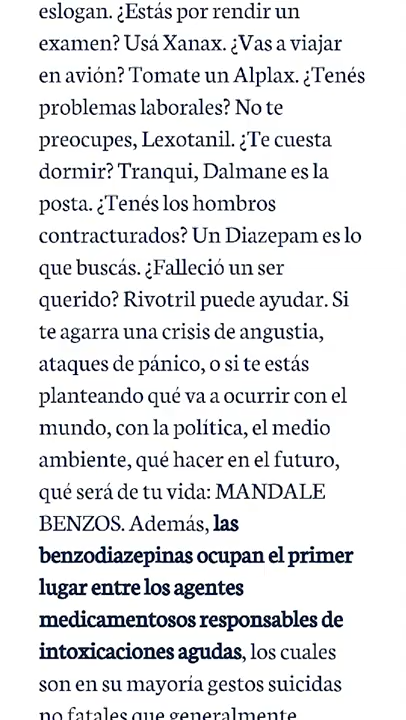 eslogan. ¿Estás por rendir un
examen? Usá Xanax. ¿Vas a viajar
en avión? Tomate un Alplax. ¿Tenés
problemas laborales? No te
preocupes, Lexotanil. ¿Te cuesta
dormir? Tranqui, Dalmane es la
posta. ¿Tenés los hombros
contracturados? Un Diazepam es lo
que buscás. ¿Falleció un ser
querido? Rivotril puede ayudar. Si
te agarra una crisis de angustia,
ataques de pánico, o si te estás
planteando qué va a ocurrir con el
mundo, con la política, el medio
ambiente, qué hacer en el futuro,
qué será de tu vida: MANDALE
BENZOS. Además, las
benzodiazepinas ocupan el primer
lugar entre los agentes
medicamentosos responsables de
intoxicaciones agudas, los cuales
son en su mayoría gestos suicidas
no fatales que generalmente